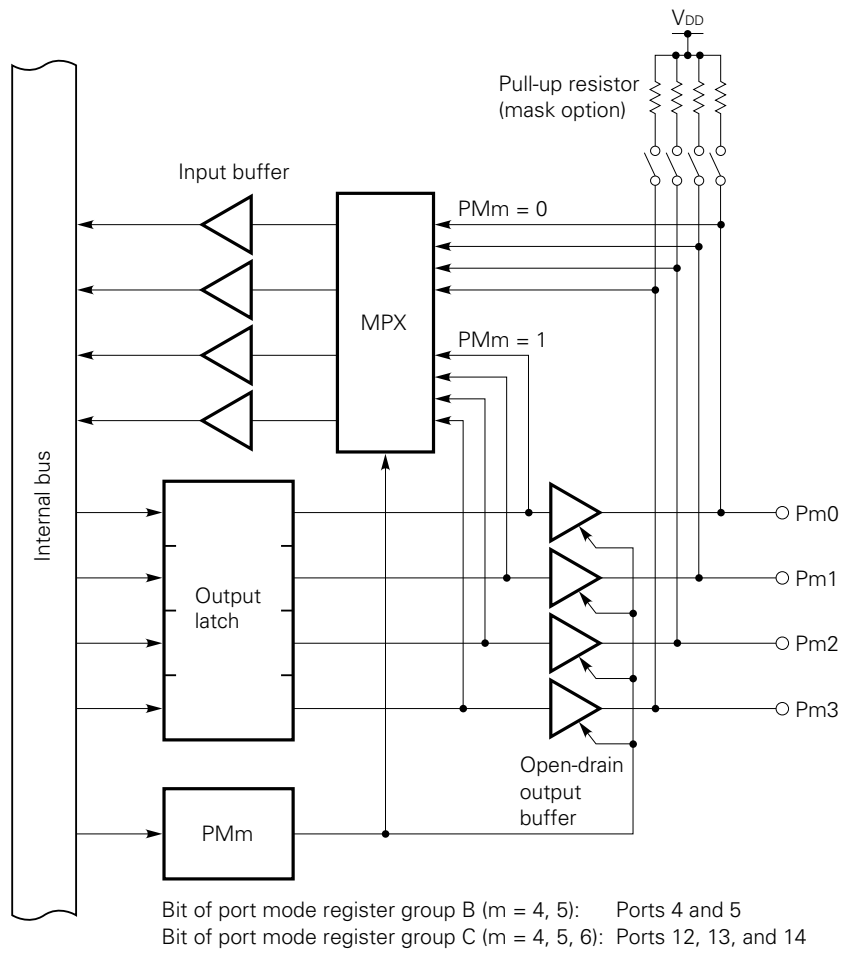 VDD
Pull-up resistor
(mask option)
Input buffer
PMm = 0
MPX
PMm = 1
Internal bus
Output
latch
Pm0
Pm1
Pm2
Pm3
Open-drain
output
buffer
PMm
Bit of port mode register group B (m = 4, 5): Ports 4 and 5
Bit of port mode register group C (m = 4, 5, 6): Ports 12, 13, and 14